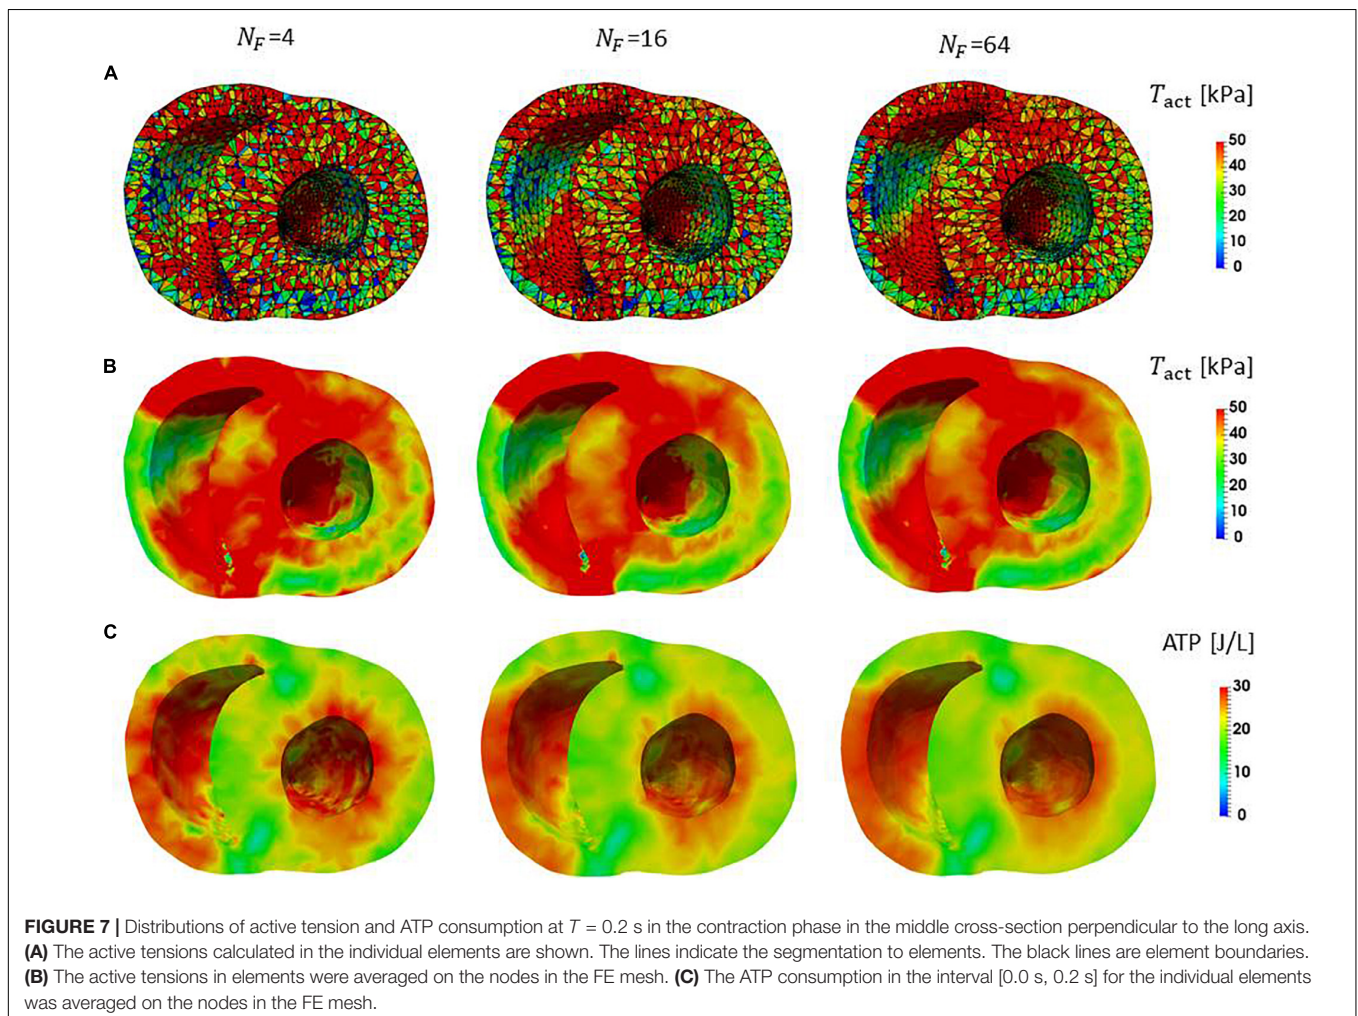 N_F=4 N_F=16 N_F=64
A
T_act [kPa]
50
40
30
20
10
0
B
T_act [kPa]
50
40
30
20
10
0
C
ATP [J/L]
30
20
10
0
FIGURE 7 | Distributions of active tension and ATP consumption at T = 0.2 s in the contraction phase in the middle cross-section perpendicular to the long axis.
(A) The active tensions calculated in the individual elements are shown. The lines indicate the segmentation to elements. The black lines are element boundaries.
(B) The active tensions in elements were averaged on the nodes in the FE mesh. (C) The ATP consumption in the interval [0.0 s, 0.2 s] for the individual elements
was averaged on the nodes in the FE mesh.